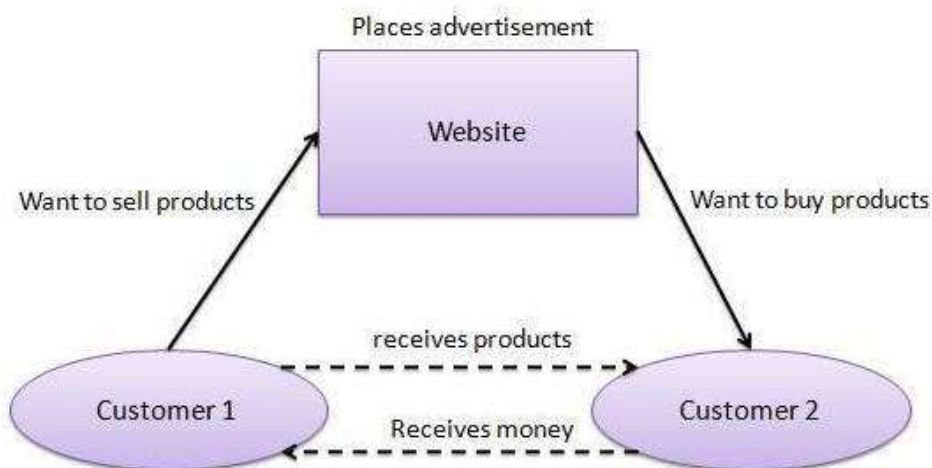 Places advertisement
Website
Want to sell products
Want to buy products
receives products
Customer 1
Customer 2
Receives money